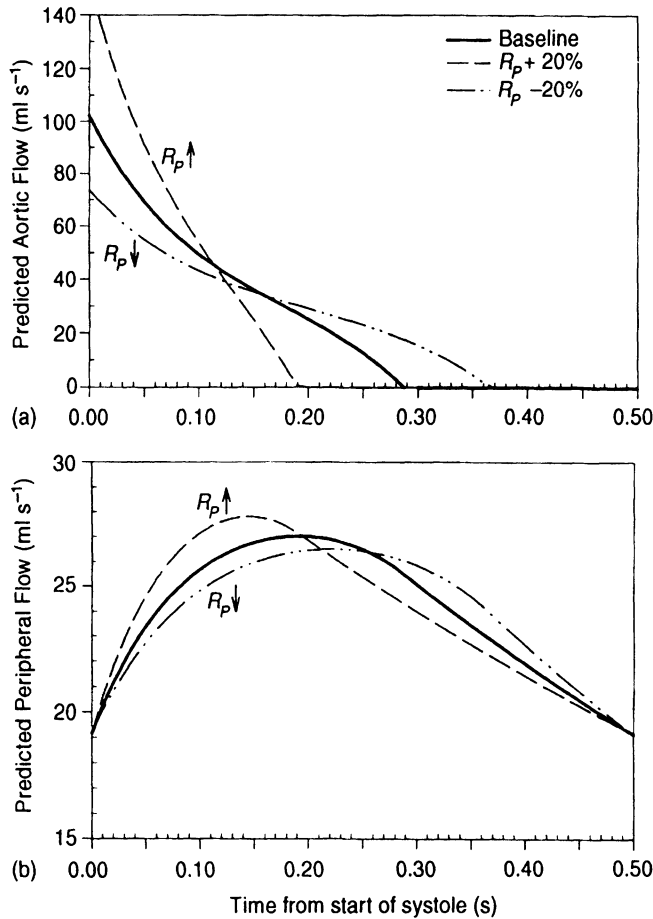 140
120
100
80
60
40
20
0
Predicted Aortic Flow (ml s⁻¹)
Baseline
R_P + 20%
R_P −20%
R_P↑
R_P↓
(a)
0.00 0.10 0.20 0.30 0.40 0.50
30
25
20
15
Predicted Peripheral Flow (ml s⁻¹)
R_P↑
R_P↓
(b)
0.00 0.10 0.20 0.30 0.40 0.50
Time from start of systole (s)